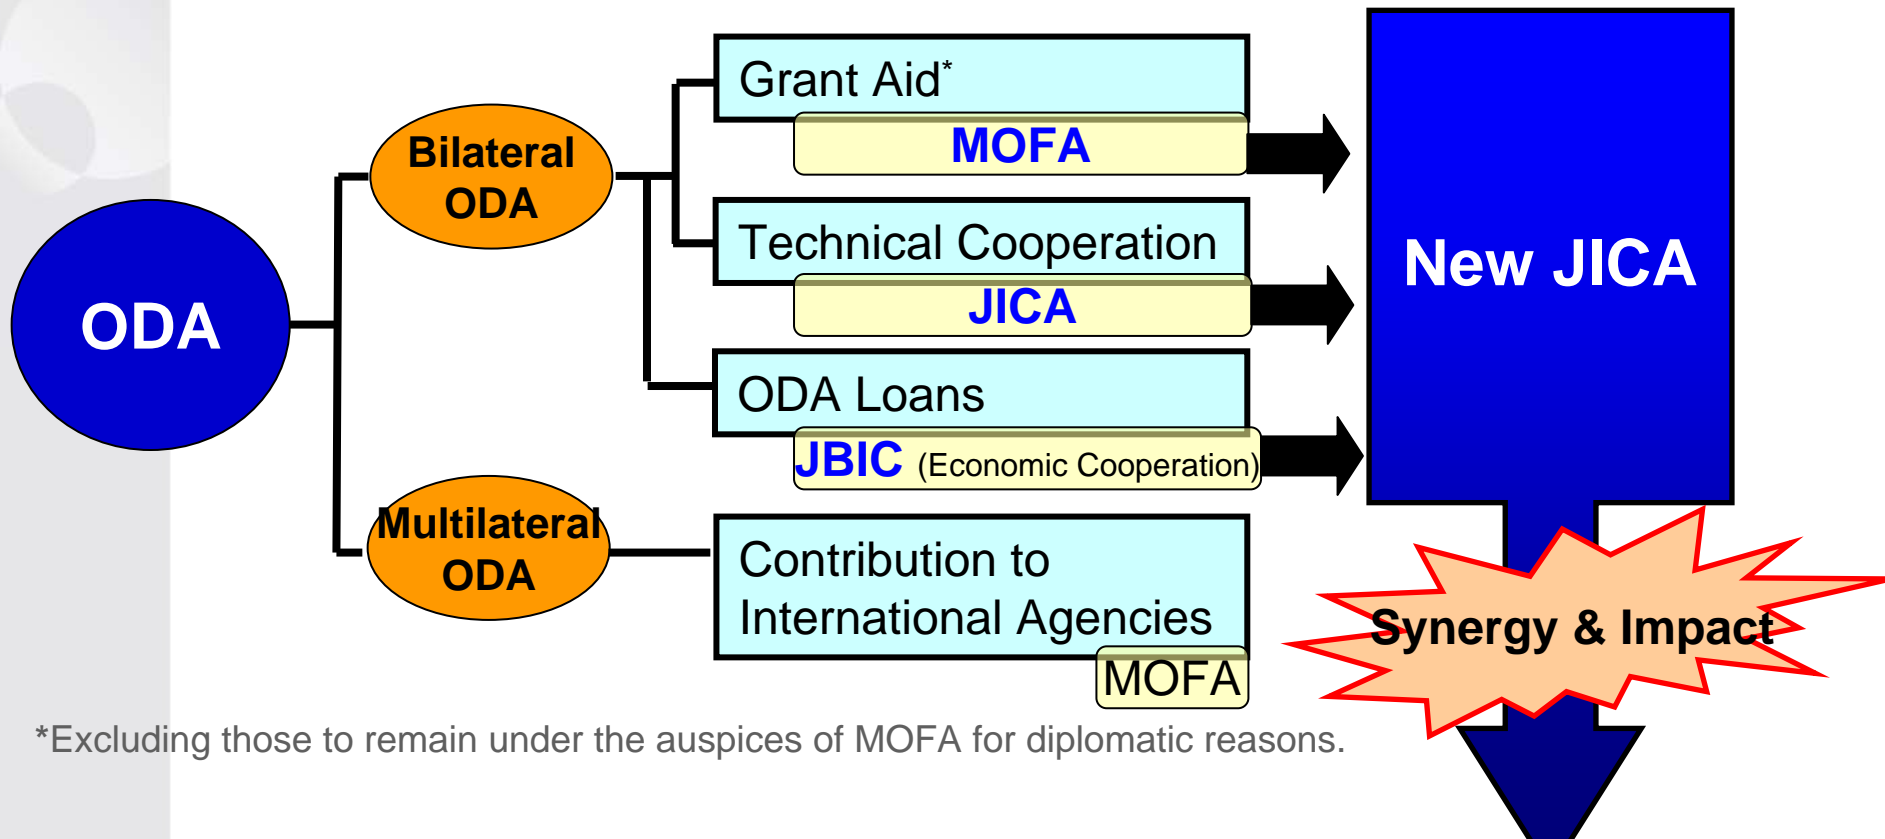 ODA
Bilateral
ODA
Multilateral
ODA
Grant Aid*
MOFA
Technical Cooperation
JICA
ODA Loans
JBIC (Economic Cooperation)
Contribution to
International Agencies
MOFA
New JICA
Synergy & Impact
*Excluding those to remain under the auspices of MOFA for diplomatic reasons.